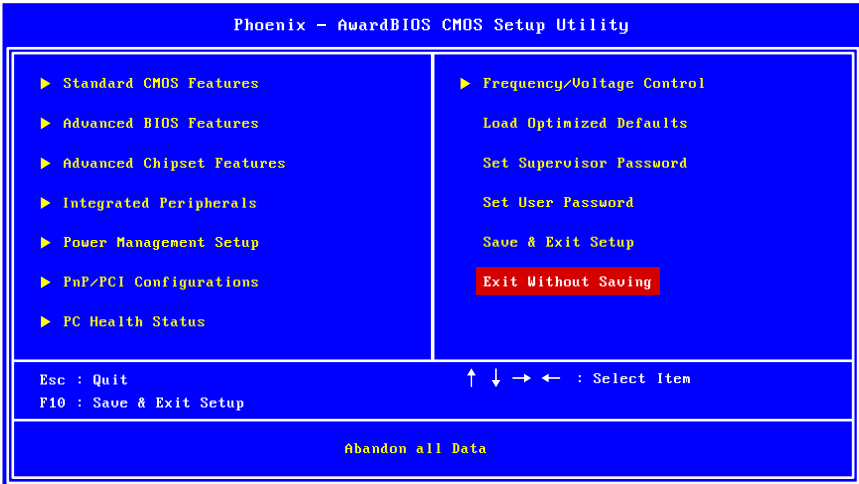 Phoenix - AwardBIOS CMOS Setup Utility
Standard CMOS Features
Advanced BIOS Features
Advanced Chipset Features
Integrated Peripherals
Power Management Setup
PnP/PCI Configurations
PC Health Status
Frequency/Voltage Control
Load Optimized Defaults
Set Supervisor Password
Set User Password
Save & Exit Setup
Exit Without Saving
Esc : Quit
F10 : Save & Exit Setup
↑ ↓ → ← : Select Item
Abandon all Data